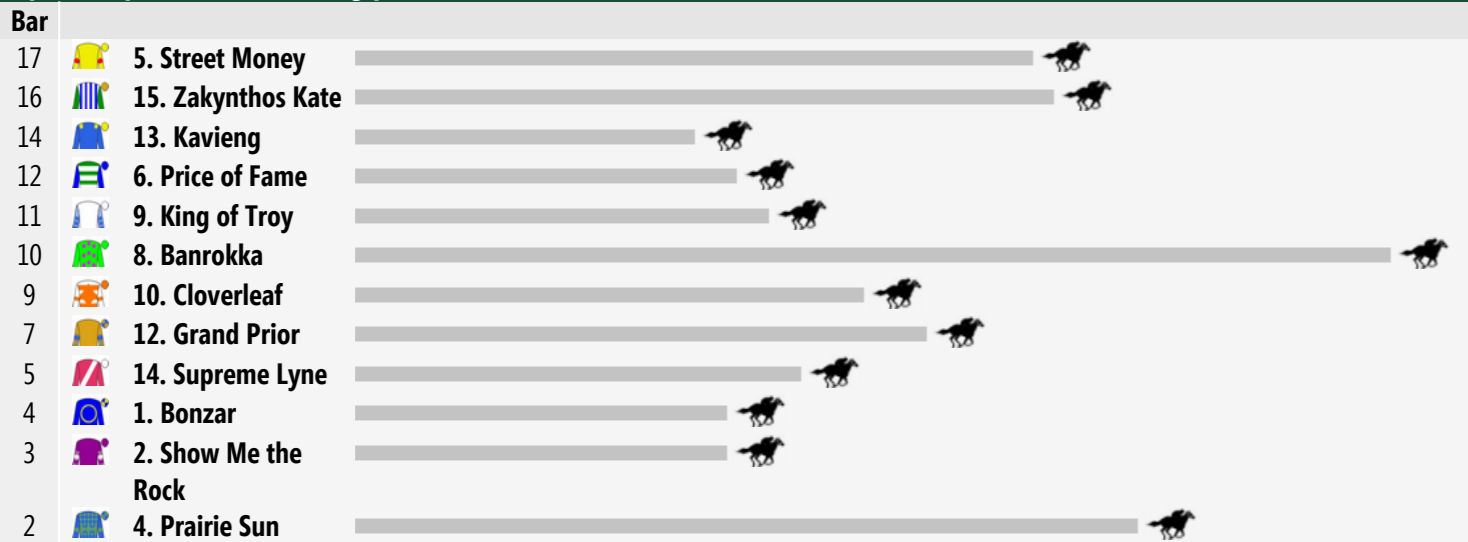 Bar
17 5. Street Money
16 15. Zakynthos Kate
14 13. Kavieng
12 6. Price of Fame
11 9. King of Troy
10 8. Banrokka
9 10. Cloverleaf
7 12. Grand Prior
5 14. Supreme Lyne
4 1. Bonzar
3 2. Show Me the
Rock
2 4. Prairie Sun